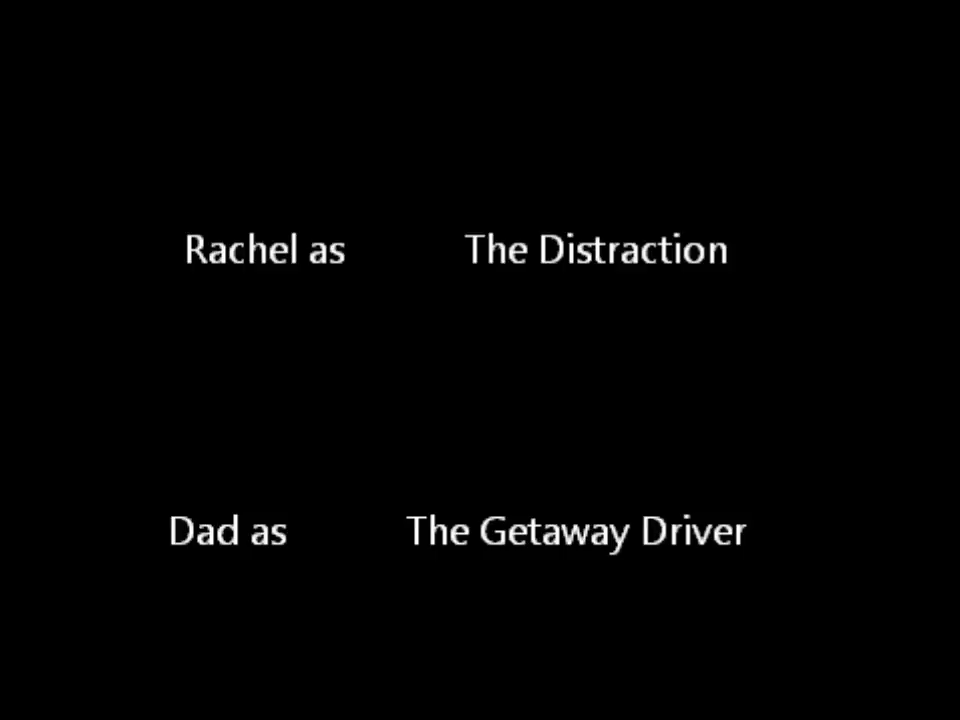 Rachel as The Distraction
Dad as The Getaway Driver